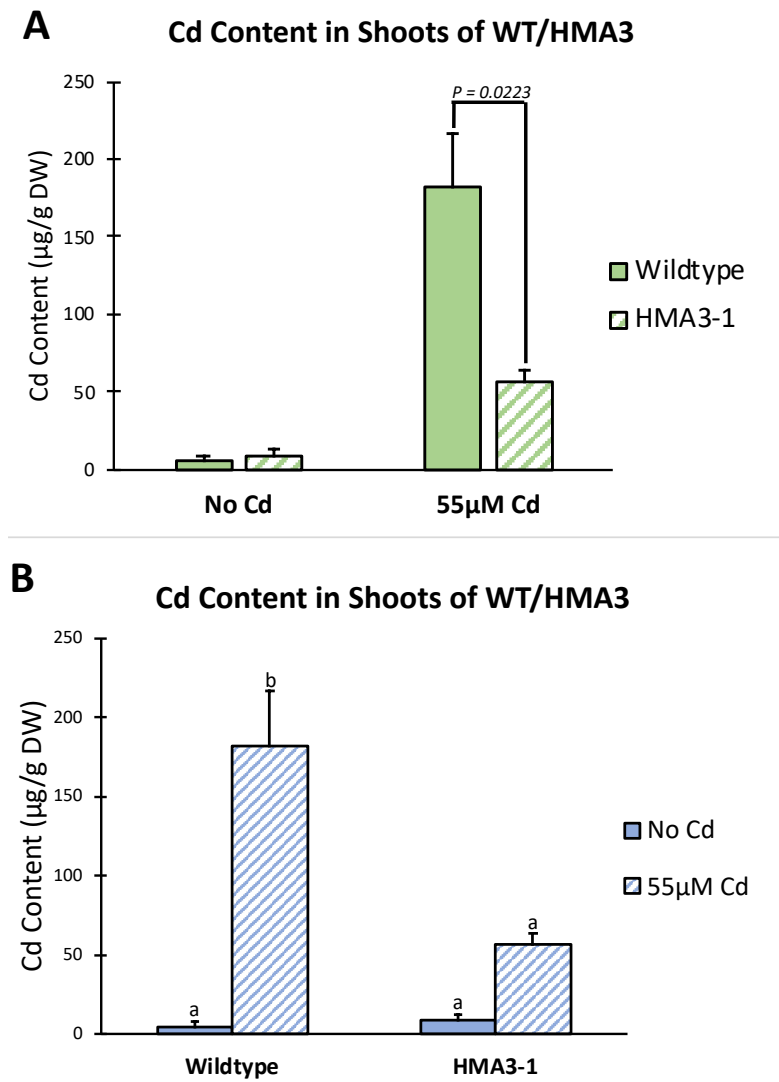 A
Cd Content in Shoots of WT/HMA3
250
200
150
100
50
0
Cd Content (µg/g DW)
P = 0.0223
Wildtype
HMA3-1
No Cd
55µM Cd
B
Cd Content in Shoots of WT/HMA3
250
200
150
100
50
0
Cd Content (µg/g DW)
a
b
a
a
No Cd
55µM Cd
Wildtype
HMA3-1